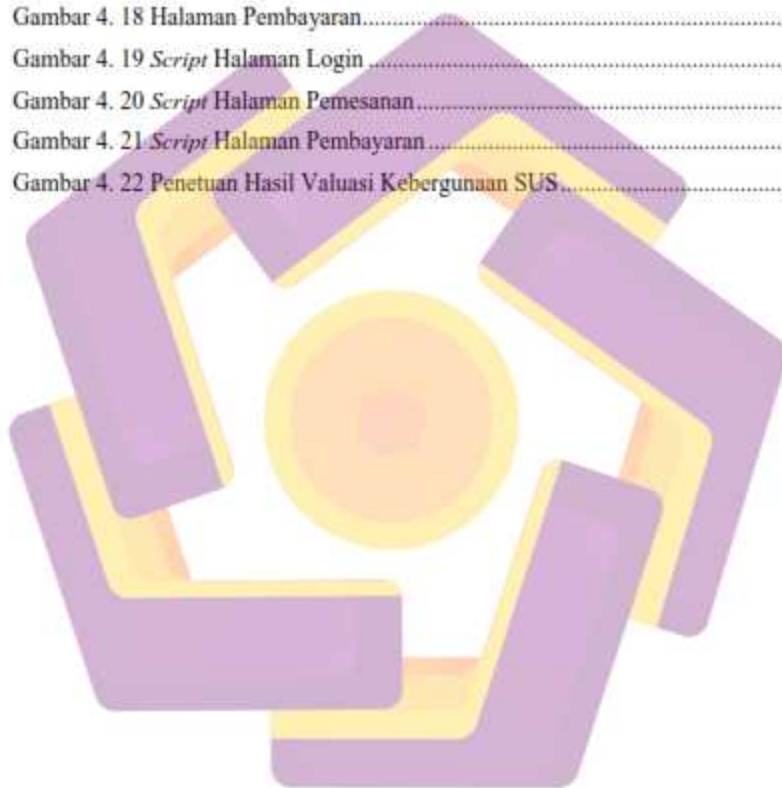 Gambar 4. 18 Halaman Pembayaran
Gambar 4. 19 Script Halaman Login
Gambar 4. 20 Script Halaman Pemesanan
Gambar 4. 21 Script Halaman Pembayaran
Gambar 4. 22 Penetuan Hasil Valuasi Kebergunaan SUS